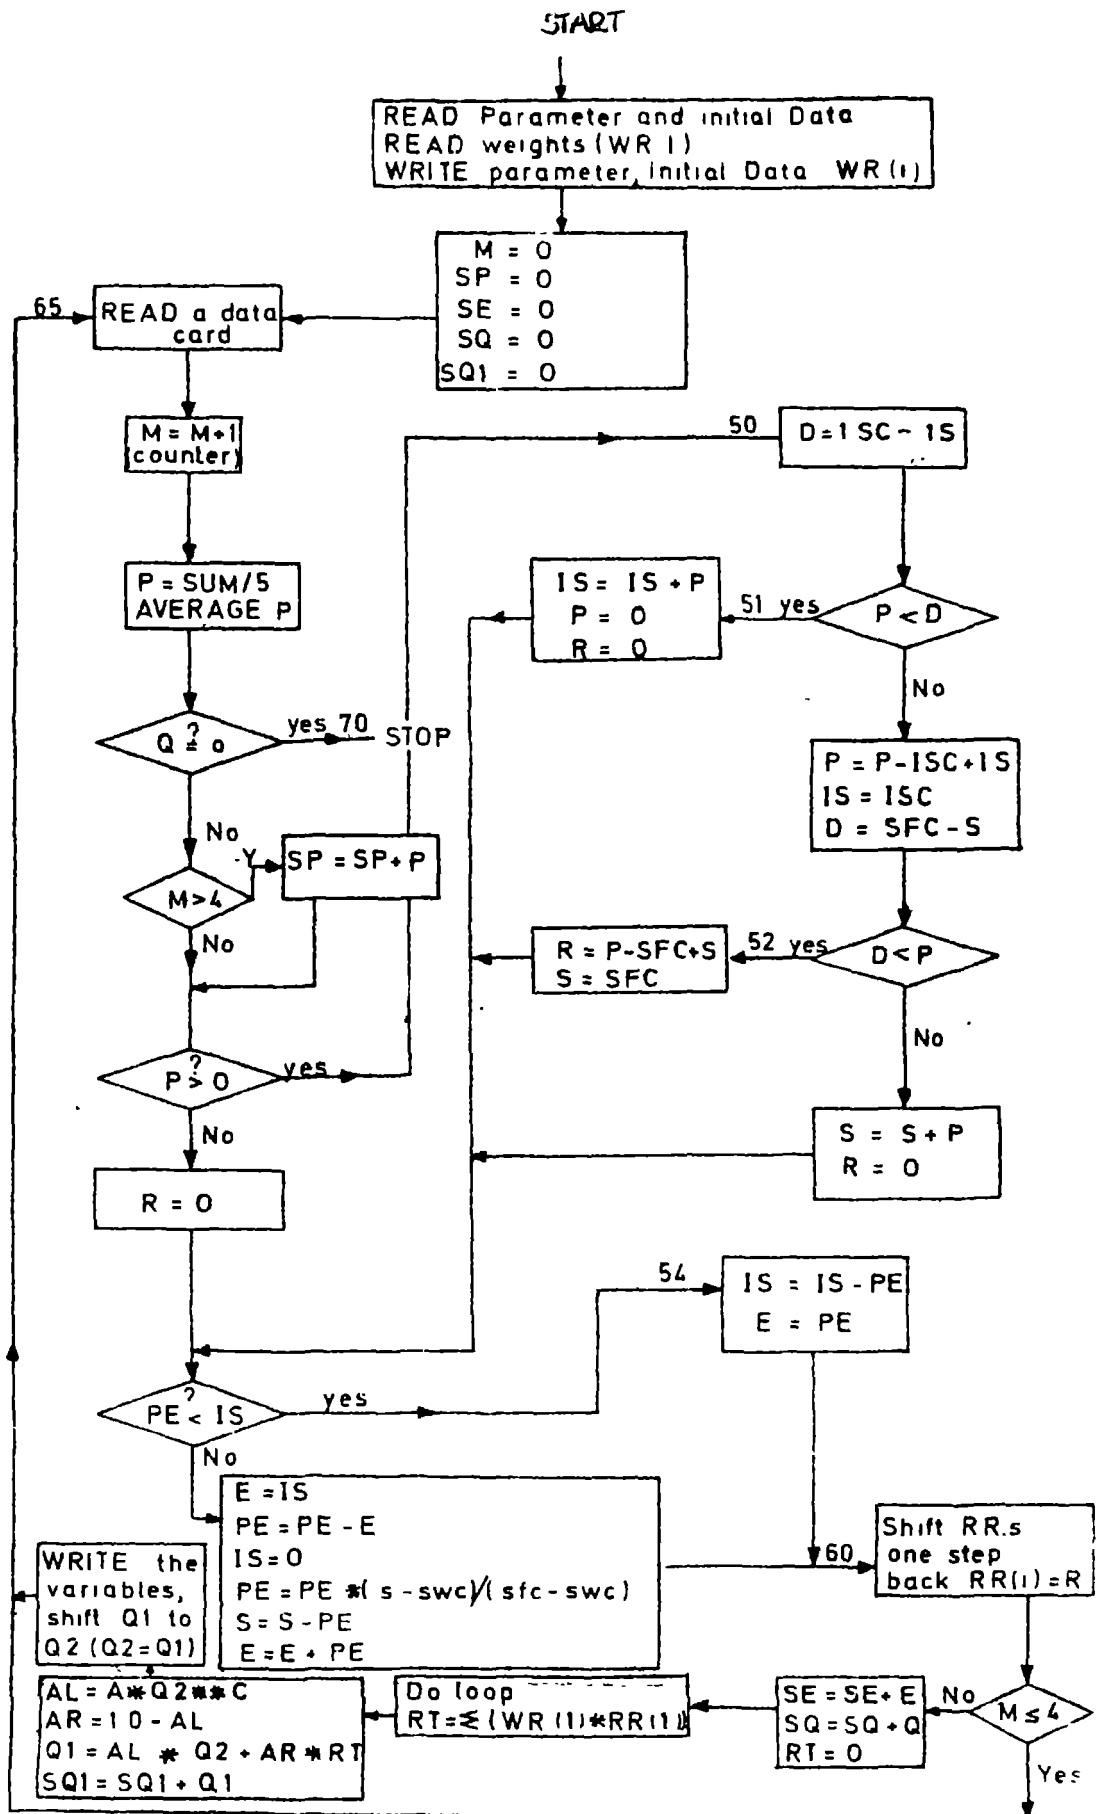 START
READ Parameter and initial Data
READ weights (WR I)
WRITE parameter, Initial Data WR (i)
M = 0
SP = 0
SE = 0
SQ = 0
SQ1 = 0
65
READ a data
card
M = M+1
(counter)
50
D=1SC-1S
P = SUM/5
AVERAGE P
IS = IS + P
P = 0
R = 0
51 yes
P < D
No
Q ?= o
yes 70
STOP
P = P-ISC+1S
IS = ISC
D = SFC-S
No
Y
SP = SP+ P
M>4
No
R = P-SFC+S
S = SFC
52 yes
D<P
No
P ?> 0
yes
No
S = S + P
R = 0
R = 0
54
IS = IS - PE
E = PE
?
PE < IS
yes
No
E = IS
PE = PE - E
IS = 0
PE = PE *( s-swc)/(sfc-swc)
S = S - PE
E = E + PE
60
Shift RR.s
one step
back RR(i)=R
WRITE the
variables,
shift Q1 to
Q2 (Q2=Q1)
AL = A*Q2**C
AR = 10-AL
Q1 = AL * Q2 + AR*RT
SQ1 = SQ1 + Q1
Do loop
RT=Σ(WR(1)*RR(1))
SE = SE+ E
SQ = SQ + Q
RT = 0
No
M ≤ 4
Yes